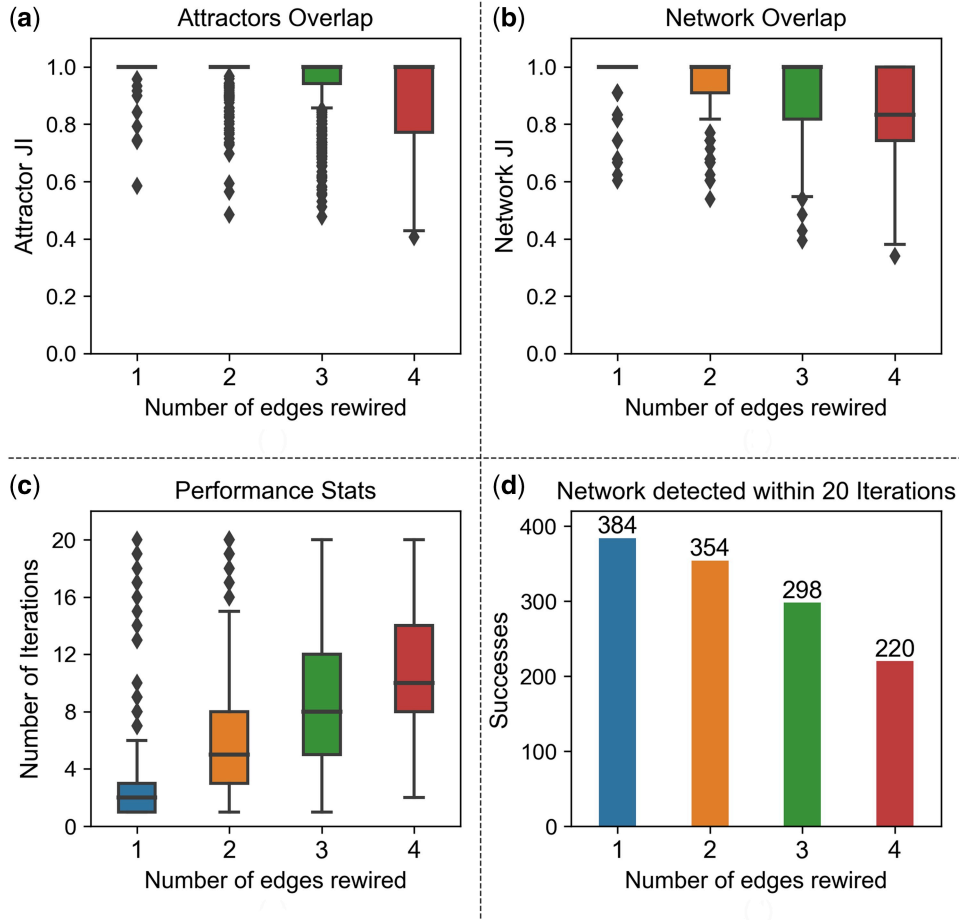 (a) Attractors Overlap
Attractor JI
1.0
0.8
0.6
0.4
0.2
0.0
1 2 3 4
Number of edges rewired
(b) Network Overlap
Network JI
1.0
0.8
0.6
0.4
0.2
0.0
1 2 3 4
Number of edges rewired
(c) Performance Stats
Number of Iterations
20
16
12
8
4
0
1 2 3 4
Number of edges rewired
(d) Network detected within 20 Iterations
Successes
400
300
200
100
0
384
354
298
220
1 2 3 4
Number of edges rewired